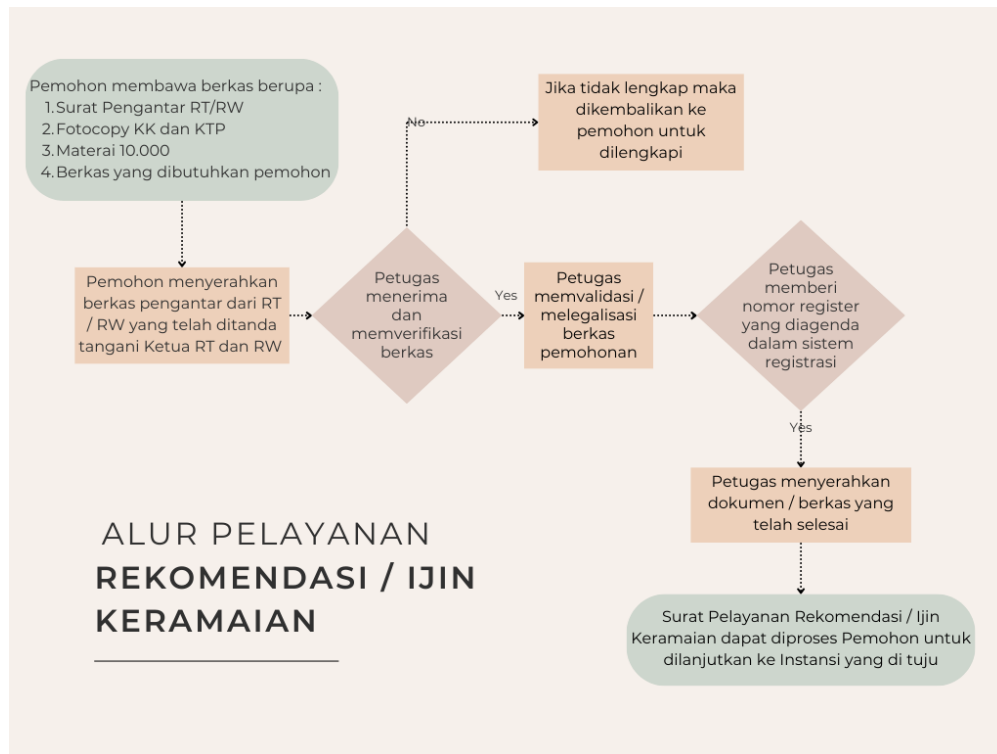 Pemohon membawa berkas berupa :
1.Surat Pengantar RT/RW
2.Fotocopy KK dan KTP
3.Materai 10.000
4.Berkas yang dibutuhkan pemohon
Pemohon menyerahkan
berkas pengantar dari RT
/ RW yang telah ditanda
tangani Ketua RT dan RW
Petugas
menerima
dan
memverifikasi
berkas
No
Jika tidak lengkap maka
dikembalikan ke
pemohon untuk
dilengkapi
Yes
Petugas
memvalidasi /
melegalisasi
berkas
pemohonan
Petugas
memberi
nomor register
yang diagenda
dalam sistem
registrasi
Yes
Petugas menyerahkan
dokumen / berkas yang
telah selesai
Surat Pelayanan Rekomendasi / Ijin
Keramaian dapat diproses Pemohon untuk
dilanjutkan ke Instansi yang di tuju
ALUR PELAYANAN
REKOMENDASI / IJIN
KERAMAIAN